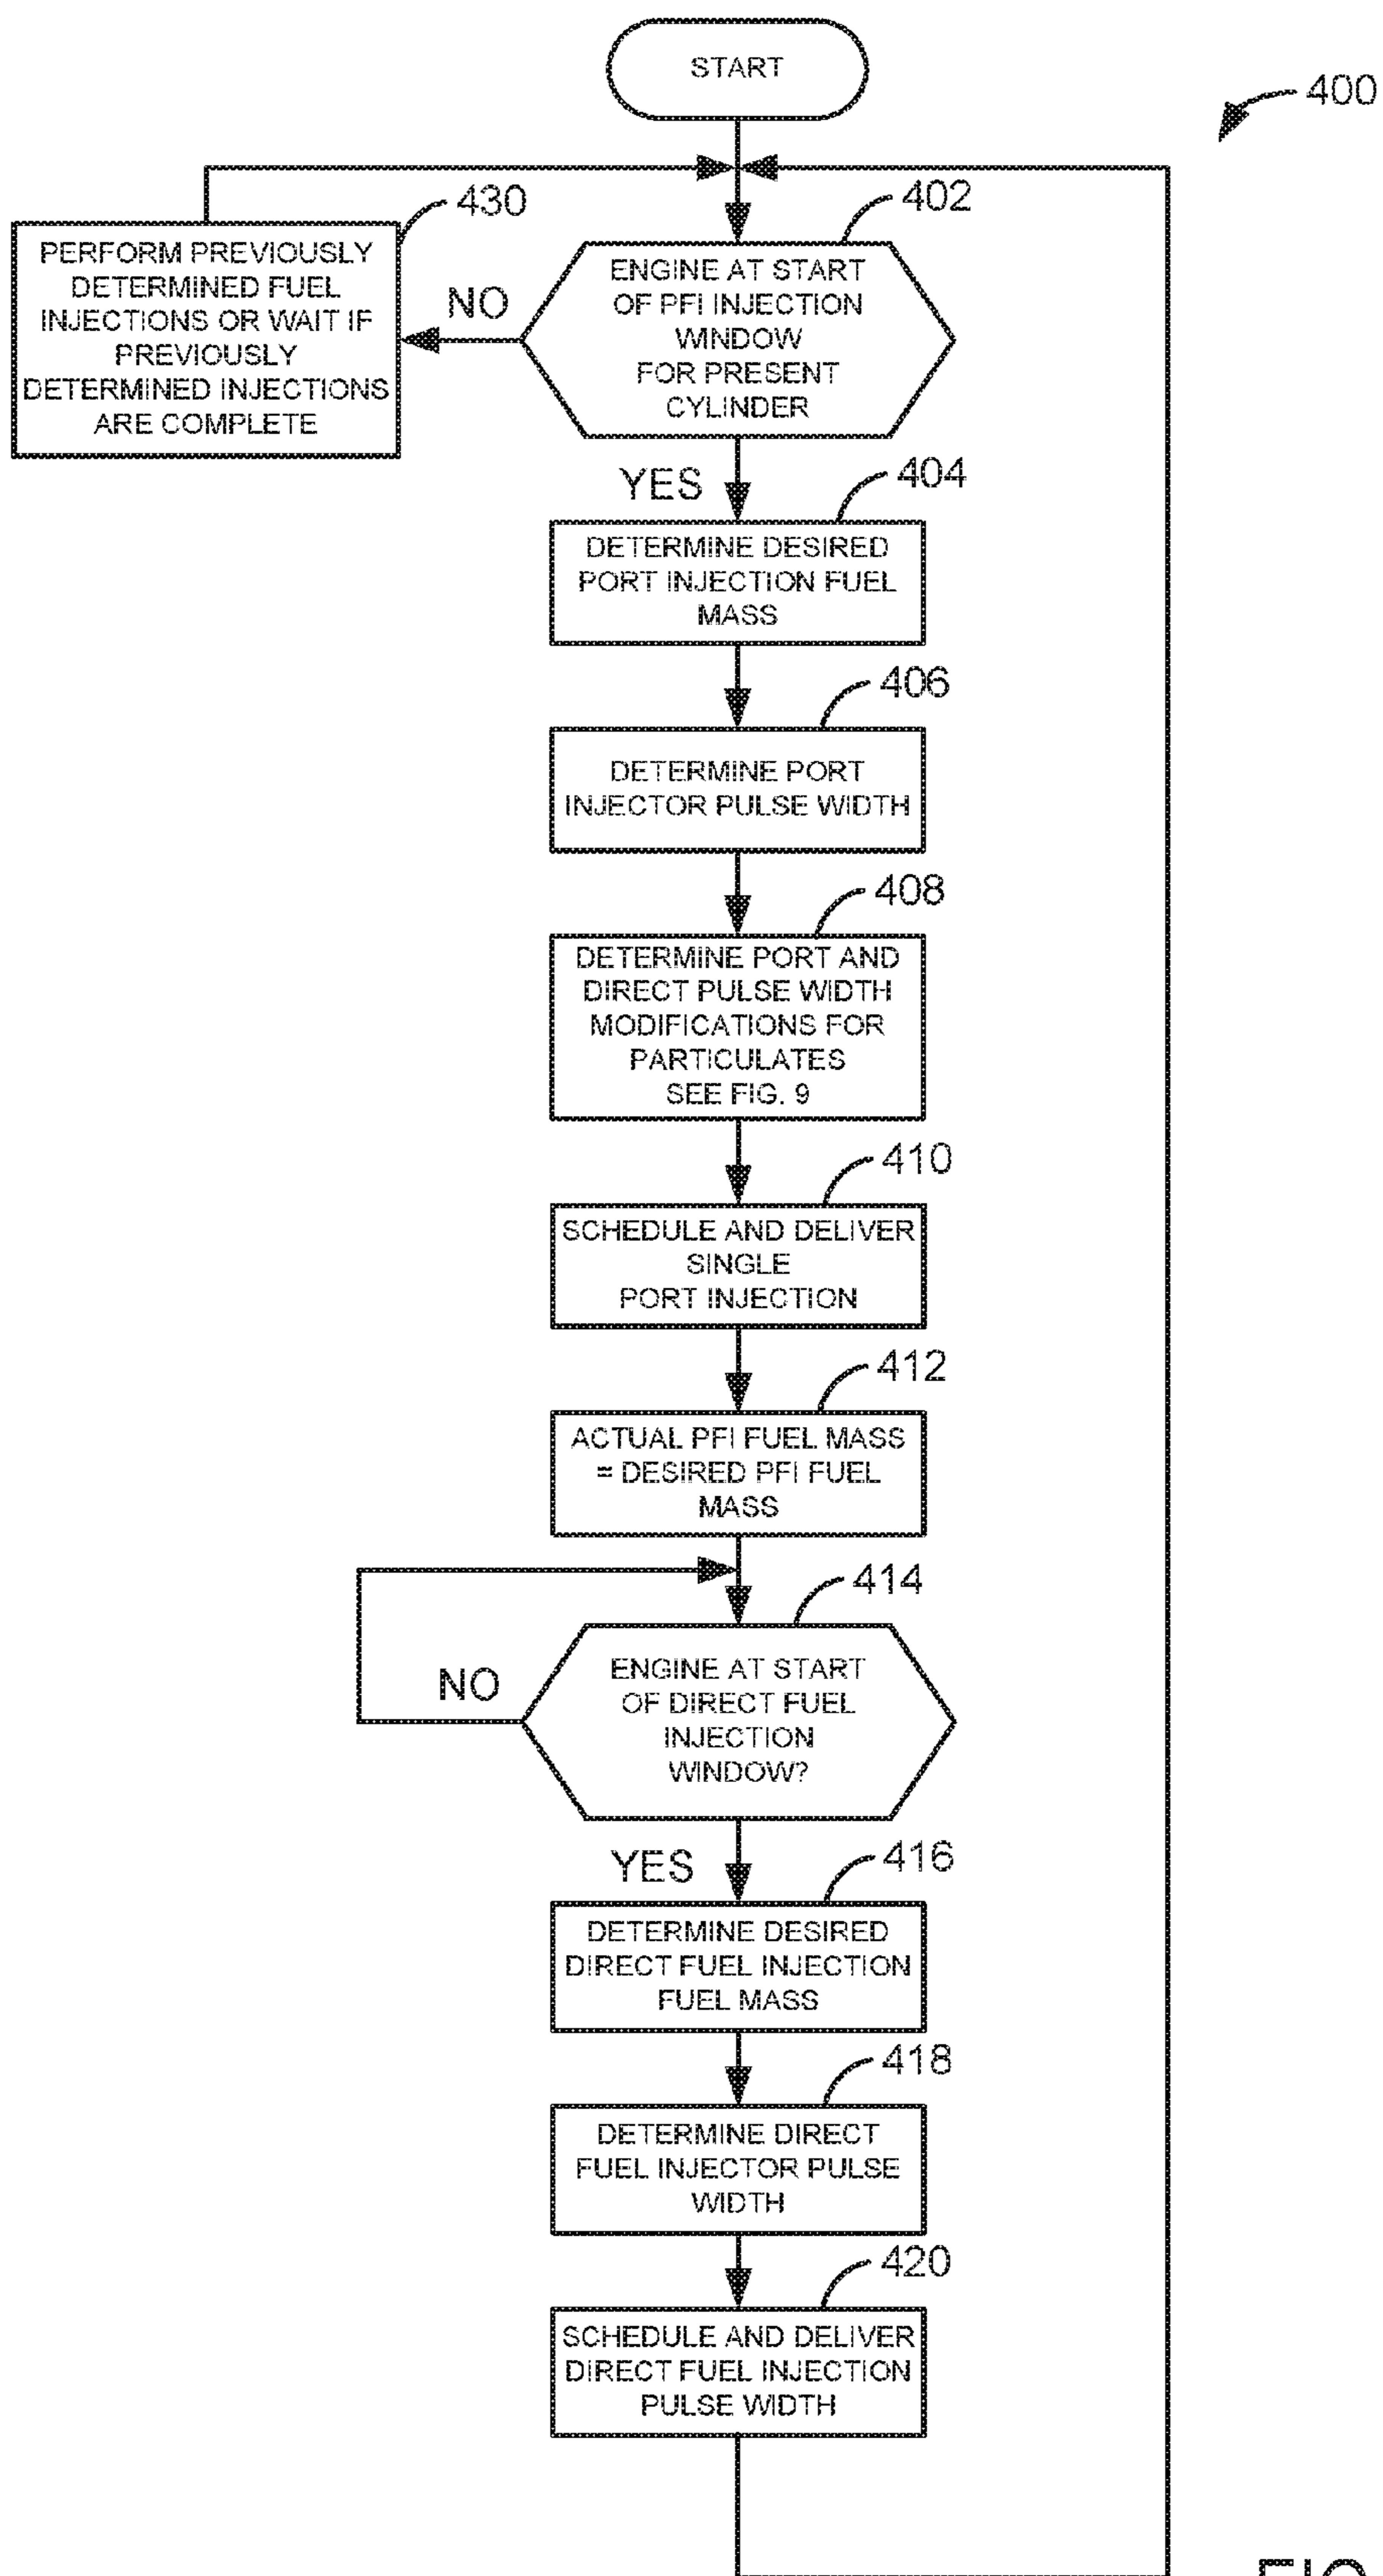 START
400
430
402
PERFORM PREVIOUSLY
DETERMINED FUEL
INJECTIONS OR WAIT IF
PREVIOUSLY
DETERMINED INJECTIONS
ARE COMPLETE
NO
ENGINE AT START
OF PFI INJECTION
WINDOW
FOR PRESENT
CYLINDER
YES
404
DETERMINE DESIRED
PORT INJECTION FUEL
MASS
406
DETERMINE PORT
INJECTOR PULSE WIDTH
408
DETERMINE PORT AND
DIRECT PULSE WIDTH
MODIFICATIONS FOR
PARTICULATES
SEE FIG. 9
410
SCHEDULE AND DELIVER
SINGLE
PORT INJECTION
412
ACTUAL PFI FUEL MASS
= DESIRED PFI FUEL
MASS
414
NO
ENGINE AT START
OF DIRECT FUEL
INJECTION
WINDOW?
YES
416
DETERMINE DESIRED
DIRECT FUEL INJECTION
FUEL MASS
418
DETERMINE DIRECT
FUEL INJECTOR PULSE
WIDTH
420
SCHEDULE AND DELIVER
DIRECT FUEL INJECTION
PULSE WIDTH